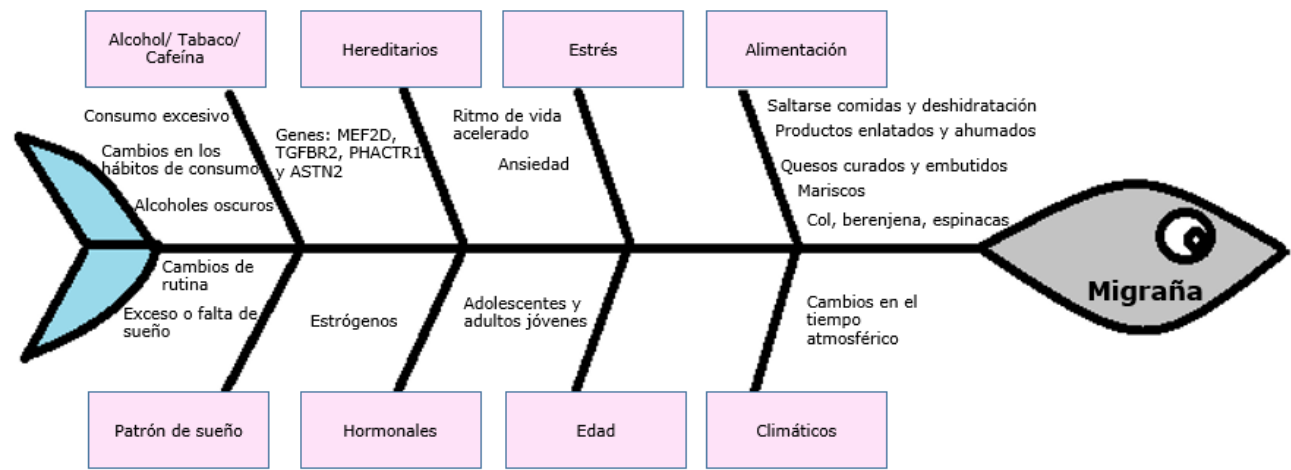 Alcohol/ Tabaco/
Cafeína
Hereditarios
Estrés
Alimentación
Consumo excesivo
Cambios en los
hábitos de consumo
Alcoholes oscuros
Genes: MEF2D,
TGFBR2, PHACTR1
y ASTN2
Ritmo de vida
acelerado
Ansiedad
Saltarse comidas y deshidratación
Productos enlatados y ahumados
Quesos curados y embutidos
Mariscos
Col, berenjena, espinacas
Migraña
Cambios de
rutina
Exceso o falta de
sueño
Estrógenos
Adolescentes y
adultos jóvenes
Cambios en el
tiempo
atmosférico
Patrón de sueño
Hormonales
Edad
Climáticos